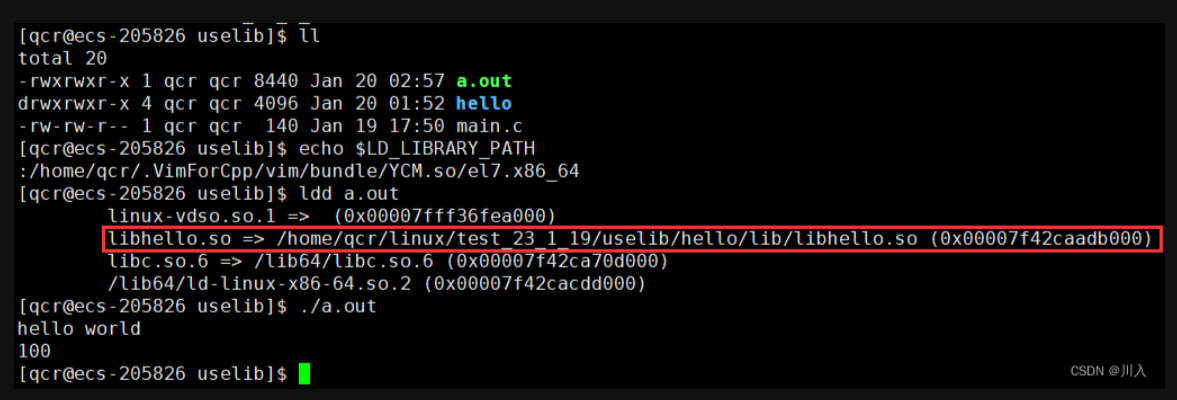 [qcr@ecs-205826 uselib]$ ll
total 20
-rwxrwxr-x 1 qcr qcr 8440 Jan 20 02:57 a.out
drwxrwxr-x 4 qcr qcr 4096 Jan 20 01:52 hello
-rw-rw-r-- 1 qcr qcr  140 Jan 19 17:50 main.c
[qcr@ecs-205826 uselib]$ echo $LD_LIBRARY_PATH
:/home/qcr/.VimForCpp/vim/bundle/YCM.so/el7.x86_64
[qcr@ecs-205826 uselib]$ ldd a.out
linux-vdso.so.1 =>  (0x00007fff36fea000)
libhello.so => /home/qcr/linux/test_23_1_19/uselib/hello/lib/libhello.so (0x00007f42caadb000)
libc.so.6 => /lib64/libc.so.6 (0x00007f42ca70d000)
/lib64/ld-linux-x86-64.so.2 (0x00007f42cacdd000)
[qcr@ecs-205826 uselib]$ ./a.out
hello world
100
[qcr@ecs-205826 uselib]$
CSDN @川入